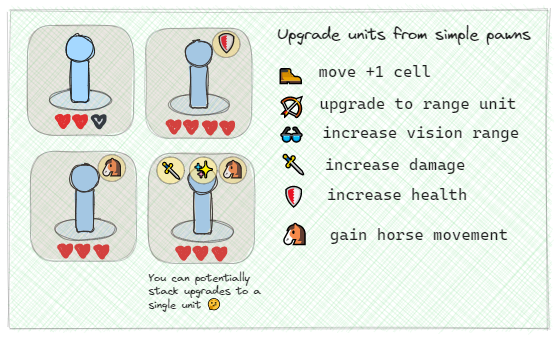 Upgrade units from simple pawns
move +1 cell
upgrade to range unit
increase vision range
increase damage
increase health
gain horse movement
You can potentially
stack upgrades to a
single unit 🤔